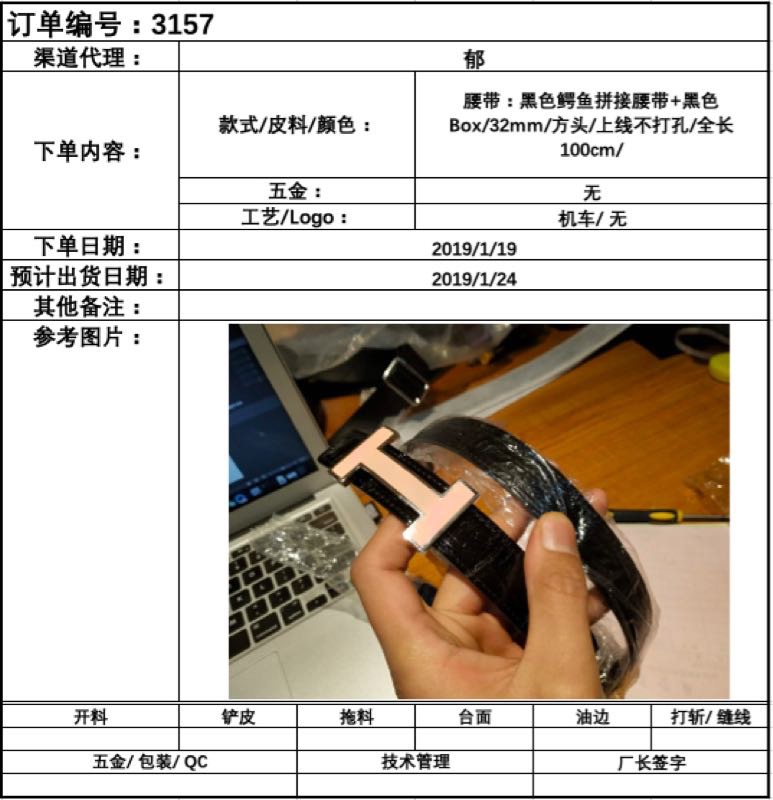 订单编号：3157
渠道代理：
郁
下单内容：
款式/皮料/颜色：
腰带：黑色鳄鱼拼接腰带+黑色
Box/32mm/方头/上线不打孔/全长
100cm/
五金：
无
工艺/Logo：
机车/ 无
下单日期：
2019/1/19
预计出货日期：
2019/1/24
其他备注：
参考图片：
开料
铲皮
拖料
台面
油边
打斩/ 缝线
五金/ 包装/ QC
技术管理
厂长签字